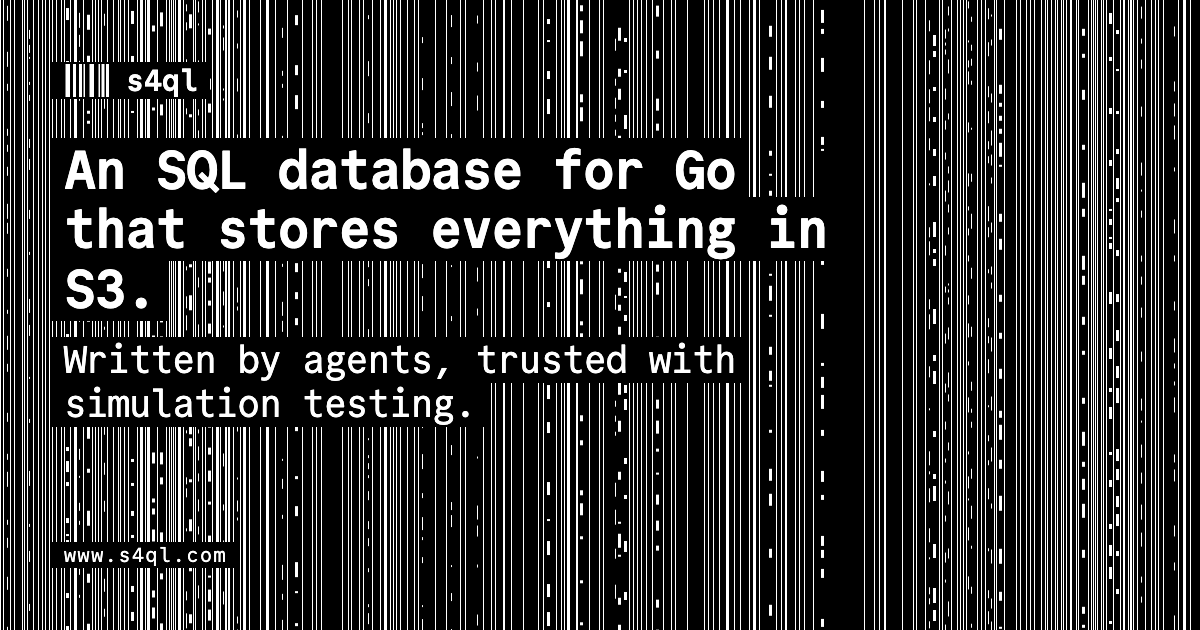 s4ql
An SQL database for Go
that stores everything in
S3.
Written by agents, trusted with
simulation testing.
www.s4ql.com